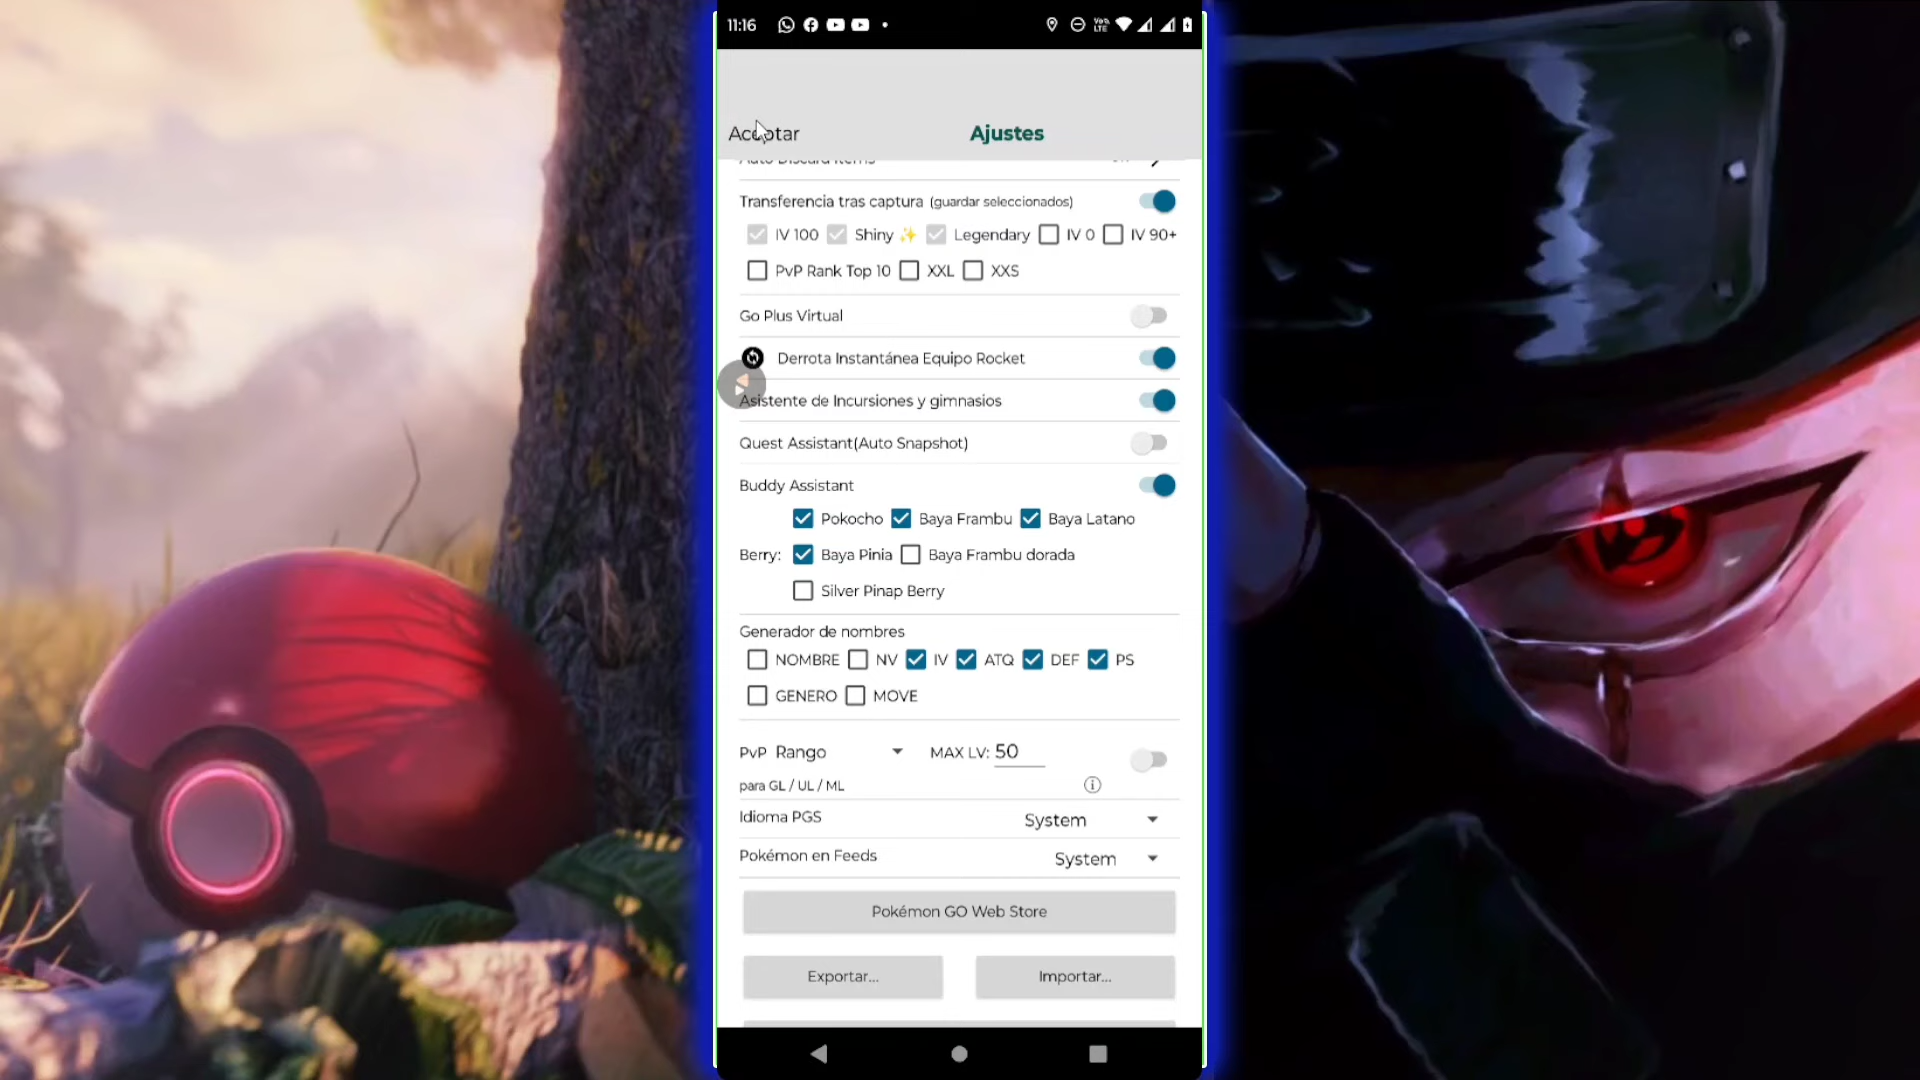 11:16
Aceptar Ajustes
Auto Discard Items
Transferencia tras captura (guardar seleccionados)
IV 100 Shiny ✨ Legendary IV 0 IV 90+
PvP Rank Top 10 XXL XXS
Go Plus Virtual
Derrota Instantánea Equipo Rocket
Asistente de Incursiones y gimnasios
Quest Assistant(Auto Snapshot)
Buddy Assistant
Pokocho Baya Frambu Baya Latano
Berry: Baya Pinia Baya Frambu dorada
Silver Pinap Berry
Generador de nombres
NOMBRE NV IV ATQ DEF PS
GENERO MOVE
PvP Rango MAX LV: 50
para GL / UL / ML
Idioma PGS System
Pokémon en Feeds System
Pokémon GO Web Store
Exportar... Importar...